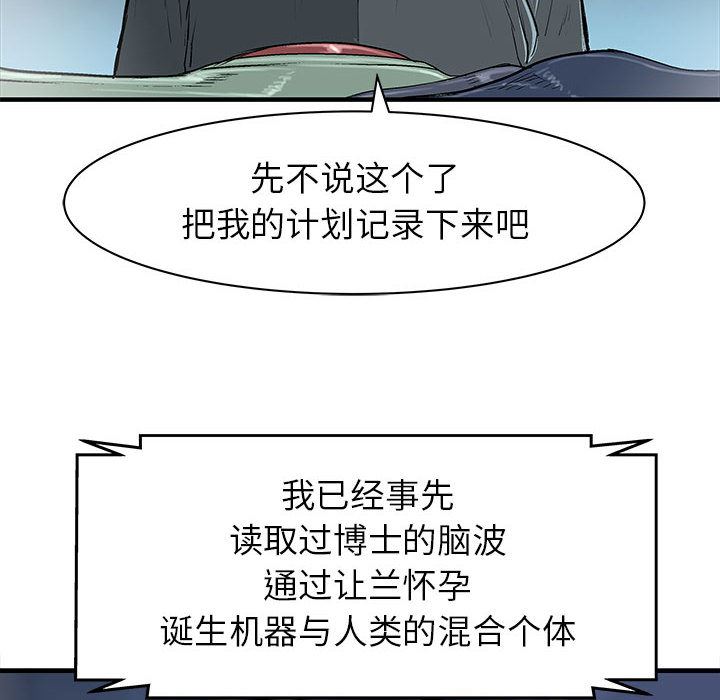 先不说这个了
把我的计划记录下来吧
我已经事先
读取过博士的脑波
通过让兰怀孕
诞生机器与人类的混合个体